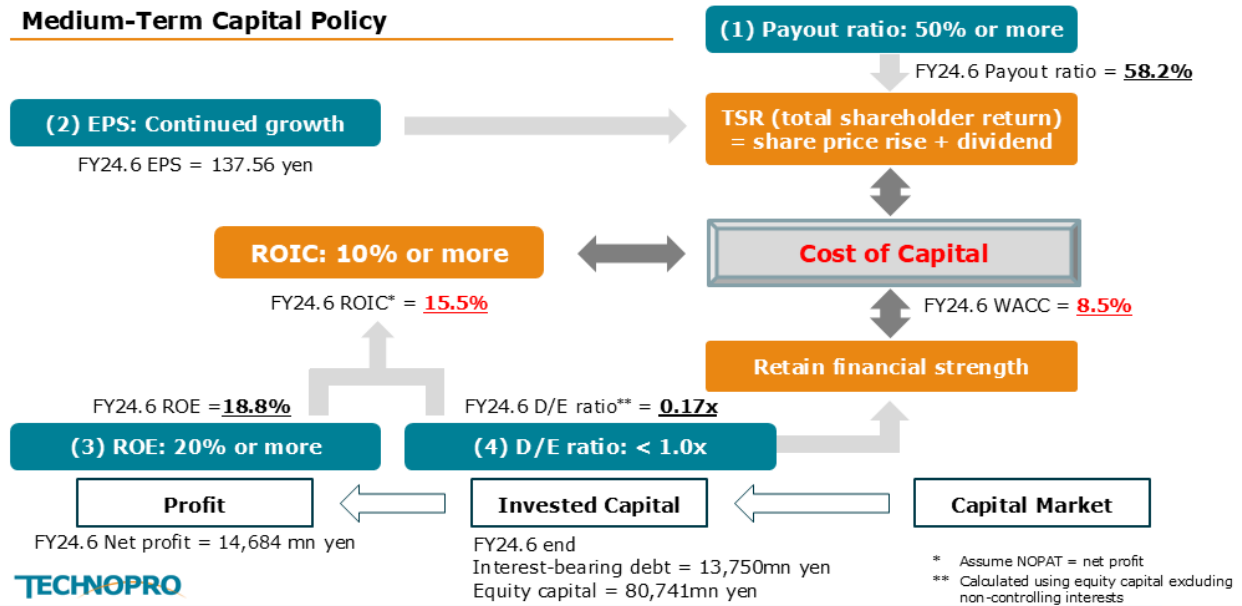 Medium-Term Capital Policy
(1) Payout ratio: 50% or more
FY24.6 Payout ratio = 58.2%
(2) EPS: Continued growth
FY24.6 EPS = 137.56 yen
TSR (total shareholder return)
= share price rise + dividend
ROIC: 10% or more
FY24.6 ROIC* = 15.5%
Cost of Capital
FY24.6 WACC = 8.5%
Retain financial strength
FY24.6 ROE =18.8%
FY24.6 D/E ratio** = 0.17x
(3) ROE: 20% or more
(4) D/E ratio: < 1.0x
Profit
Invested Capital
Capital Market
FY24.6 Net profit = 14,684 mn yen
FY24.6 end
Interest-bearing debt = 13,750mn yen
Equity capital = 80,741mn yen
* Assume NOPAT = net profit
** Calculated using equity capital excluding
non-controlling interests
TECHNOPRO